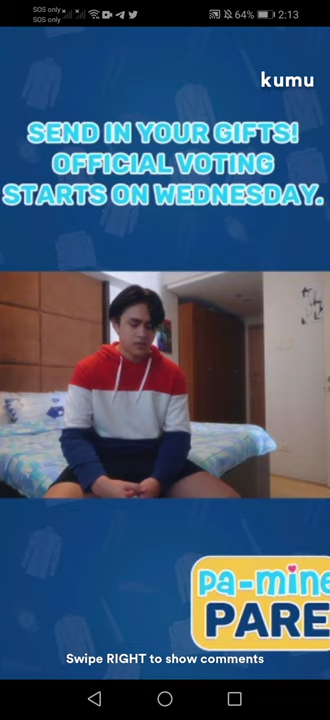 SOS only
SOS only
64%
2:13
kumu
SEND IN YOUR GIFTS!
OFFICIAL VOTING
STARTS ON WEDNESDAY.
pa-mine
PARE
Swipe RIGHT to show comments